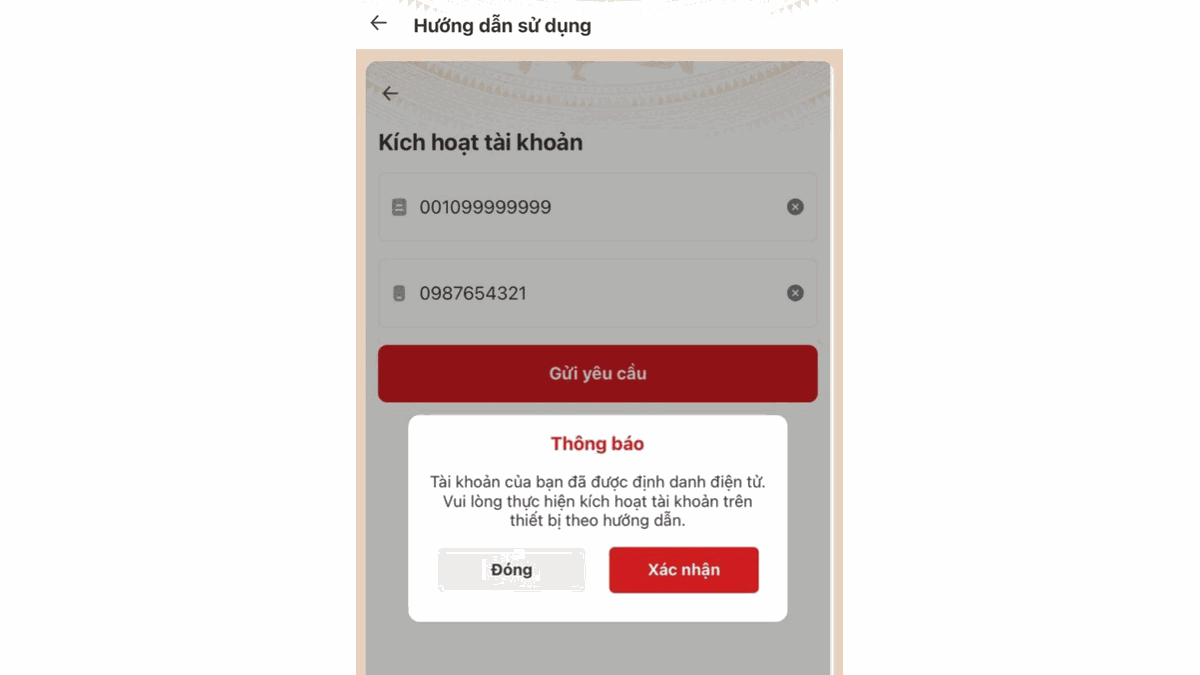 Hướng dẫn sử dụng
Kích hoạt tài khoản
001099999999
0987654321
Gửi yêu cầu
Thông báo
Tài khoản của bạn đã được định danh điện tử.
Vui lòng thực hiện kích hoạt tài khoản trên
thiết bị theo hướng dẫn.
Đóng
Xác nhận